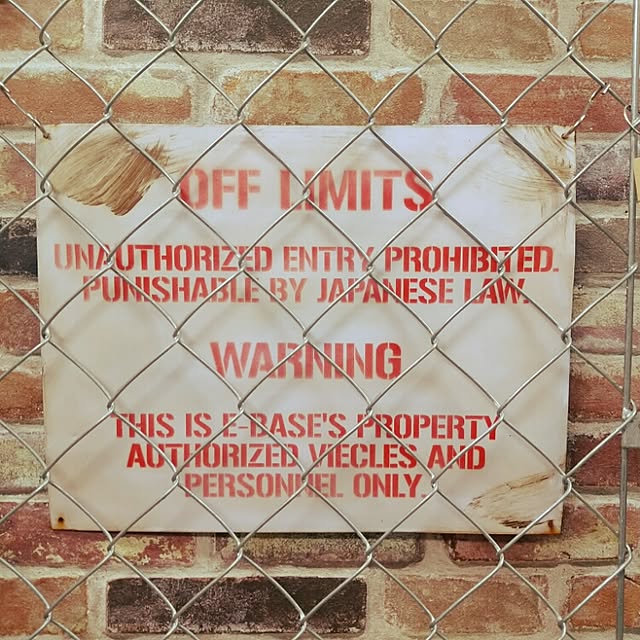 OFF LIMITS
UNAUTHORIZED ENTRY PROHIBITED.
PUNISHABLE BY JAPANESE LAW.
WARNING
THIS IS E-BASE'S PROPERTY
AUTHORIZED VIECLES AND
PERSONNEL ONLY.